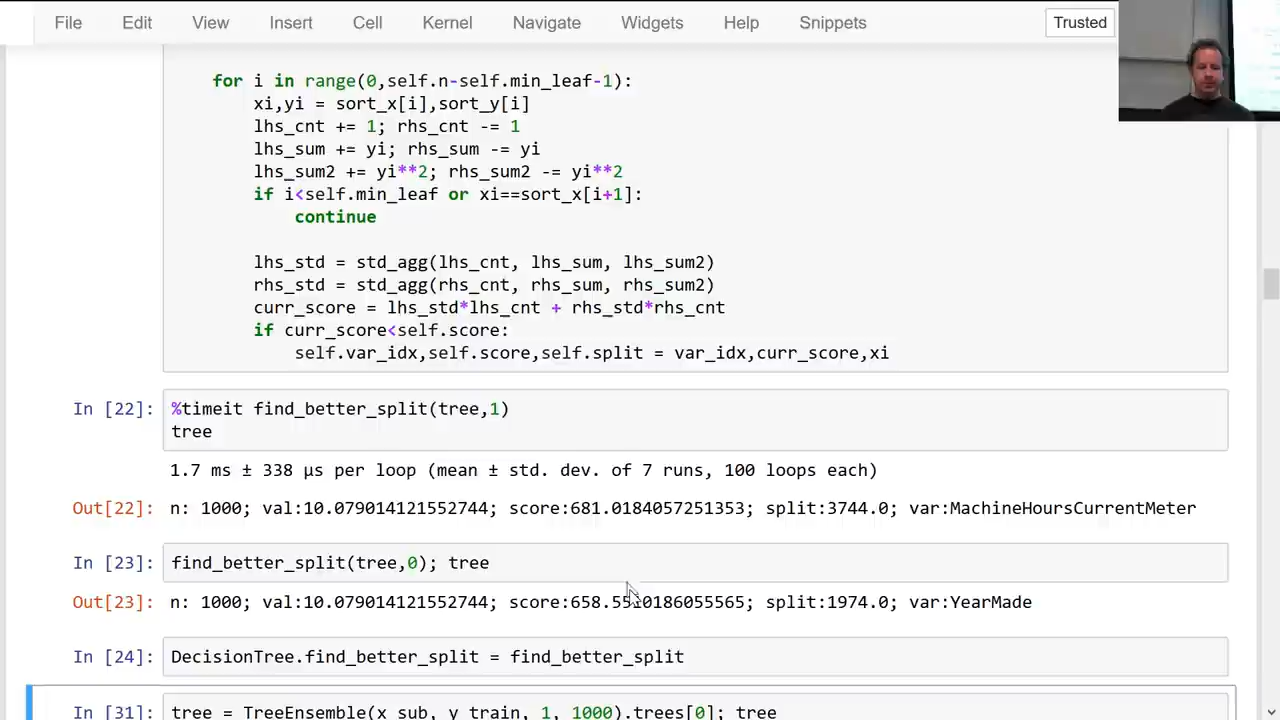 File Edit View Insert Cell Kernel Navigate Widgets Help Snippets Trusted
for i in range(0,self.n-self.min_leaf-1):
xi,yi = sort_x[i],sort_y[i]
lhs_cnt += 1; rhs_cnt -= 1
lhs_sum += yi; rhs_sum -= yi
lhs_sum2 += yi**2; rhs_sum2 -= yi**2
if i<self.min_leaf or xi==sort_x[i+1]:
continue
lhs_std = std_agg(lhs_cnt, lhs_sum, lhs_sum2)
rhs_std = std_agg(rhs_cnt, rhs_sum, rhs_sum2)
curr_score = lhs_std*lhs_cnt + rhs_std*rhs_cnt
if curr_score<self.score:
self.var_idx,self.score,self.split = var_idx,curr_score,xi
In [22]: %timeit find_better_split(tree,1)
tree
1.7 ms ± 338 µs per loop (mean ± std. dev. of 7 runs, 100 loops each)
Out[22]: n: 1000; val:10.079014121552744; score:681.0184057251353; split:3744.0; var:MachineHoursCurrentMeter
In [23]: find_better_split(tree,0); tree
Out[23]: n: 1000; val:10.079014121552744; split:1974.0; var:YearMade
In [24]: DecisionTree.find_better_split = find_better_split
In [31]: tree = TreeEnsemble(x_sub, y_train, 1, 1000).trees[0]; tree